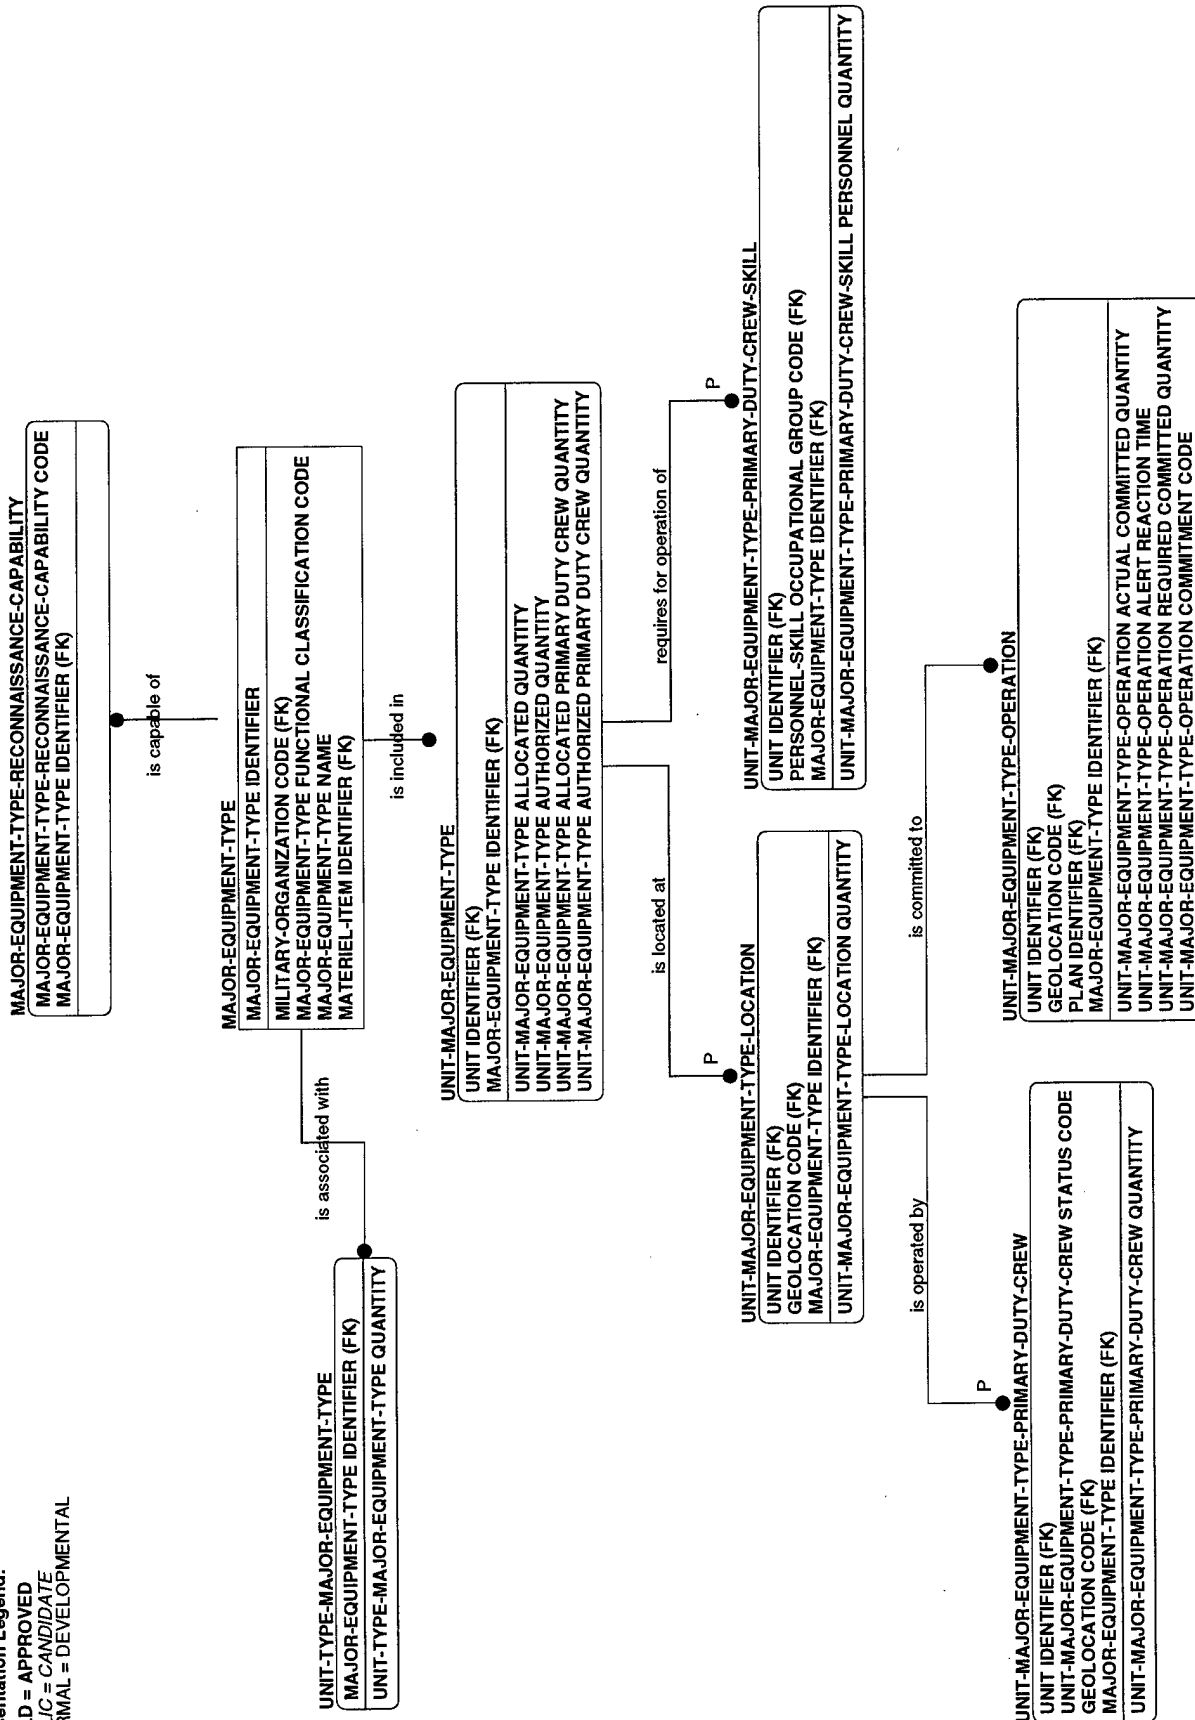 MAJOR-EQUIPMENT-TYPE-RECONNAISSANCE-CAPABILITY
MAJOR-EQUIPMENT-TYPE-RECONNAISSANCE-CAPABILITY CODE
MAJOR-EQUIPMENT-TYPE IDENTIFIER (FK)
is capable of
entation Legend:
LD = APPROVED
LIC = CANDIDATE
RMAL = DEVELOPMENTAL
MAJOR-EQUIPMENT-TYPE
MAJOR-EQUIPMENT-TYPE IDENTIFIER
MILITARY-ORGANIZATION CODE (FK)
MAJOR-EQUIPMENT-TYPE FUNCTIONAL CLASSIFICATION CODE
MAJOR-EQUIPMENT-TYPE NAME
MATERIEL-ITEM IDENTIFIER (FK)
is associated with
UNIT-TYPE-MAJOR-EQUIPMENT-TYPE
MAJOR-EQUIPMENT-TYPE IDENTIFIER (FK)
UNIT-TYPE-MAJOR-EQUIPMENT-TYPE QUANTITY
is included in
UNIT-MAJOR-EQUIPMENT-TYPE
UNIT IDENTIFIER (FK)
MAJOR-EQUIPMENT-TYPE IDENTIFIER (FK)
UNIT-MAJOR-EQUIPMENT-TYPE ALLOCATED QUANTITY
UNIT-MAJOR-EQUIPMENT-TYPE AUTHORIZED QUANTITY
UNIT-MAJOR-EQUIPMENT-TYPE ALLOCATED PRIMARY DUTY CREW QUANTITY
UNIT-MAJOR-EQUIPMENT-TYPE AUTHORIZED PRIMARY DUTY CREW QUANTITY
is located at
P
requires for operation of
P
UNIT-MAJOR-EQUIPMENT-TYPE-LOCATION
UNIT IDENTIFIER (FK)
GEOLOCATION CODE (FK)
MAJOR-EQUIPMENT-TYPE IDENTIFIER (FK)
UNIT-MAJOR-EQUIPMENT-TYPE-LOCATION QUANTITY
UNIT-MAJOR-EQUIPMENT-TYPE-PRIMARY-DUTY-CREW-SKILL
UNIT IDENTIFIER (FK)
PERSONNEL-SKILL OCCUPATIONAL GROUP CODE (FK)
MAJOR-EQUIPMENT-TYPE IDENTIFIER (FK)
UNIT-MAJOR-EQUIPMENT-TYPE-PRIMARY-DUTY-CREW-SKILL PERSONNEL QUANTITY
is operated by
P
is committed to
UNIT-MAJOR-EQUIPMENT-TYPE-PRIMARY-DUTY-CREW
UNIT IDENTIFIER (FK)
UNIT-MAJOR-EQUIPMENT-TYPE-PRIMARY-DUTY-CREW STATUS CODE
GEOLOCATION CODE (FK)
MAJOR-EQUIPMENT-TYPE IDENTIFIER (FK)
UNIT-MAJOR-EQUIPMENT-TYPE-PRIMARY-DUTY-CREW QUANTITY
UNIT-MAJOR-EQUIPMENT-TYPE-OPERATION
UNIT IDENTIFIER (FK)
GEOLOCATION CODE (FK)
PLAN IDENTIFIER (FK)
MAJOR-EQUIPMENT-TYPE IDENTIFIER (FK)
UNIT-MAJOR-EQUIPMENT-TYPE-OPERATION ACTUAL COMMITTED QUANTITY
UNIT-MAJOR-EQUIPMENT-TYPE-OPERATION ALERT REACTION TIME
UNIT-MAJOR-EQUIPMENT-TYPE-OPERATION REQUIRED COMMITTED QUANTITY
UNIT-MAJOR-EQUIPMENT-TYPE-OPERATION COMMITMENT CODE